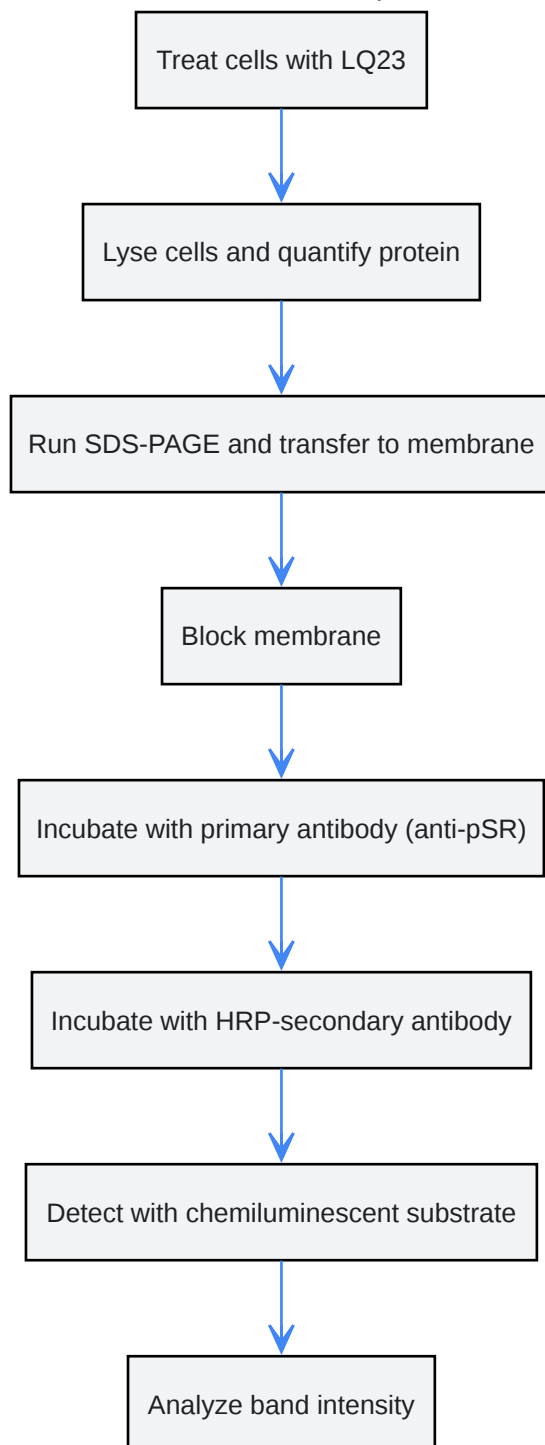 Treat cells with LQ23
Lyse cells and quantify protein
Run SDS-PAGE and transfer to membrane
Block membrane
Incubate with primary antibody (anti-pSR)
Incubate with HRP-secondary antibody
Detect with chemiluminescent substrate
Analyze band intensity